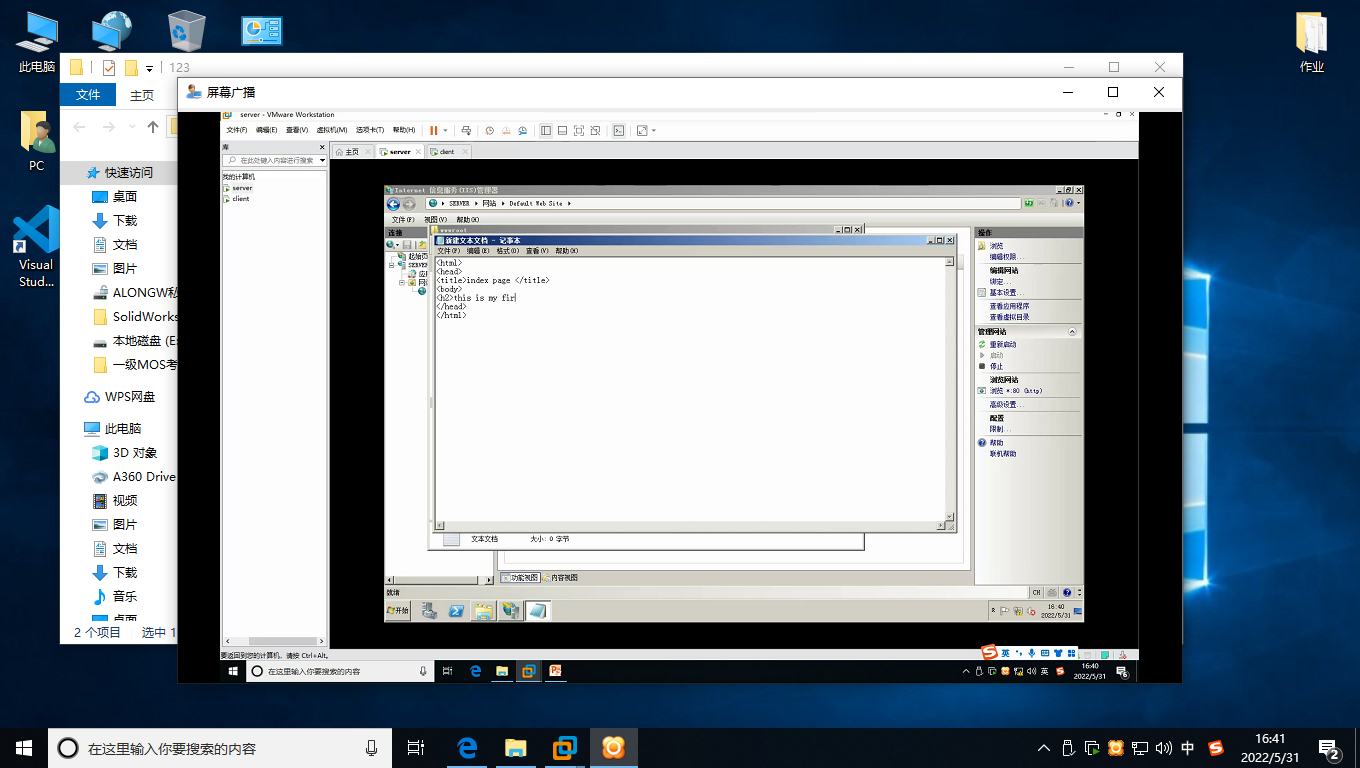 此电脑
PC
Visual
Stud...
作业
123
文件
主页
快速访问
桌面
下载
文档
图片
ALONGW私
SolidWorks
本地磁盘 (E:
一级MOS考
WPS网盘
此电脑
3D 对象
A360 Drive
视频
图片
文档
下载
音乐
桌面
2 个项目
选中 1
屏幕广播
server - VMware Workstation
文件(F) 编辑(E) 查看(V) 虚拟机(M) 选项卡(T) 帮助(H)
库
在此处键入内容进行搜索
我的计算机
server
client
主页
server
client
Internet 信息服务(IIS)管理器
SERVER
网站
Default Web Site
文件(F) 视图(V) 帮助(H)
连接
起始页
SERVER
应
网
wwwroot
新建文本文档 - 记事本
文件(F) 编辑(E) 格式(O) 查看(V) 帮助(H)
<html>
<head>
<title>index page </title>
<body>
<h2>this is my fir
</head>
</html>
文本文档
大小: 0 字节
功能视图
内容视图
就绪
操作
浏览
编辑权限...
编辑网站
绑定...
基本设置...
查看应用程序
查看虚拟目录
管理网站
重新启动
启动
停止
浏览网站
浏览 *:80 (http)
高级设置...
配置
限制...
帮助
联机帮助
CH
开始
16:40
2022/5/31
要返回到您的计算机，请按 Ctrl+Alt。
英
在这里输入你要搜索的内容
英
16:40
2022/5/31
6
在这里输入你要搜索的内容
中
16:41
2022/5/31
2